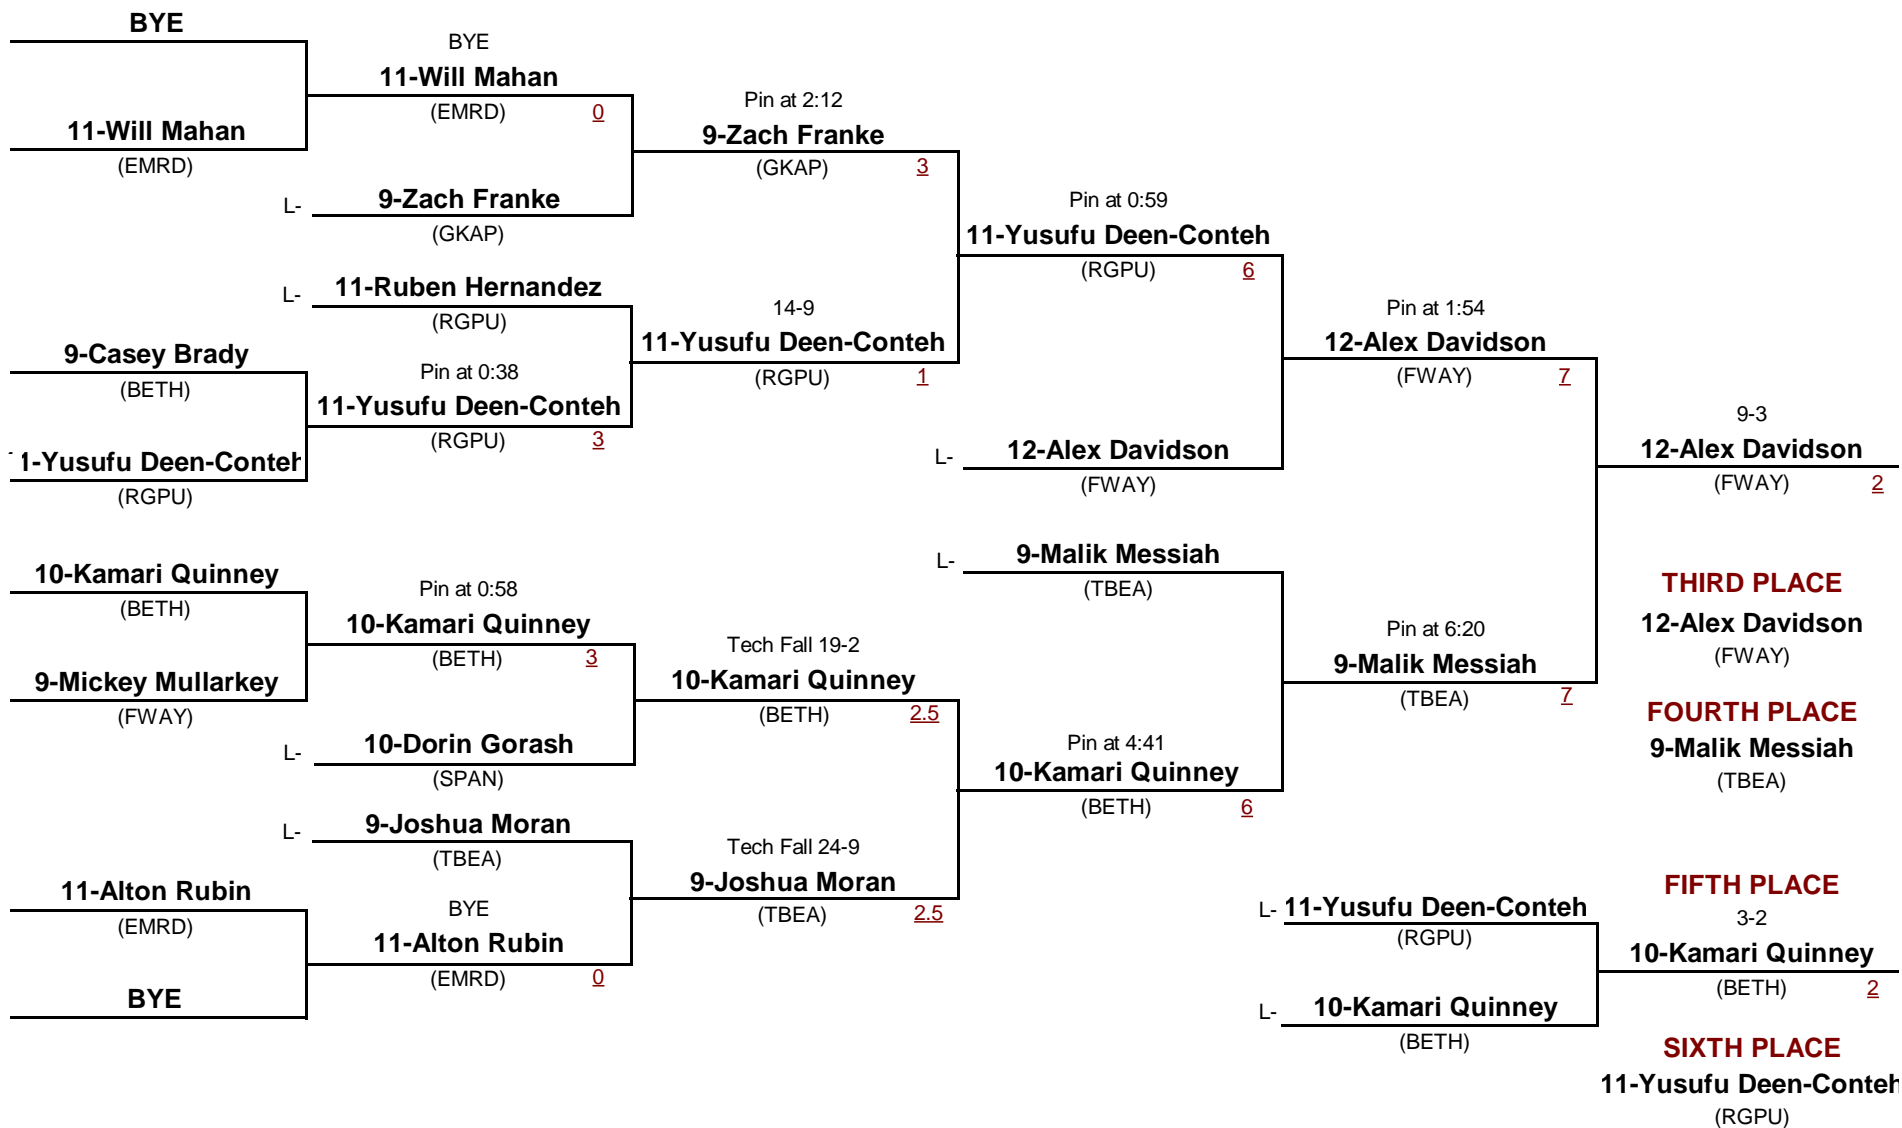 BYE
11-Will Mahan
(EMRD)
9-Casey Brady
(BETH)
1-Yusufu Deen-Conteh
(RGPU)
10-Kamari Quinney
(BETH)
9-Mickey Mullarkey
(FWAY)
11-Alton Rubin
(EMRD)
BYE
BYE
11-Will Mahan
(EMRD) 0
L- 9-Zach Franke
(GKAP)
L- 11-Ruben Hernandez
(RGPU)
Pin at 0:38
11-Yusufu Deen-Conteh
(RGPU) 3
Pin at 0:58
10-Kamari Quinney
(BETH) 3
L- 10-Dorin Gorash
(SPAN)
L- 9-Joshua Moran
(TBEA)
BYE
11-Alton Rubin
(EMRD) 0
Pin at 2:12
9-Zach Franke
(GKAP) 3
14-9
11-Yusufu Deen-Conteh
(RGPU) 1
Tech Fall 19-2
10-Kamari Quinney
(BETH) 2.5
Tech Fall 24-9
9-Joshua Moran
(TBEA) 2.5
Pin at 0:59
11-Yusufu Deen-Conteh
(RGPU) 6
L- 12-Alex Davidson
(FWAY)
L- 9-Malik Messiah
(TBEA)
Pin at 4:41
10-Kamari Quinney
(BETH) 6
Pin at 1:54
12-Alex Davidson
(FWAY) 7
Pin at 6:20
9-Malik Messiah
(TBEA) 7
L- 11-Yusufu Deen-Conteh
(RGPU)
L- 10-Kamari Quinney
(BETH)
9-3
12-Alex Davidson
(FWAY) 2
THIRD PLACE
12-Alex Davidson
(FWAY)
FOURTH PLACE
9-Malik Messiah
(TBEA)
FIFTH PLACE
3-2
10-Kamari Quinney
(BETH) 2
SIXTH PLACE
11-Yusufu Deen-Conteh
(RGPU)